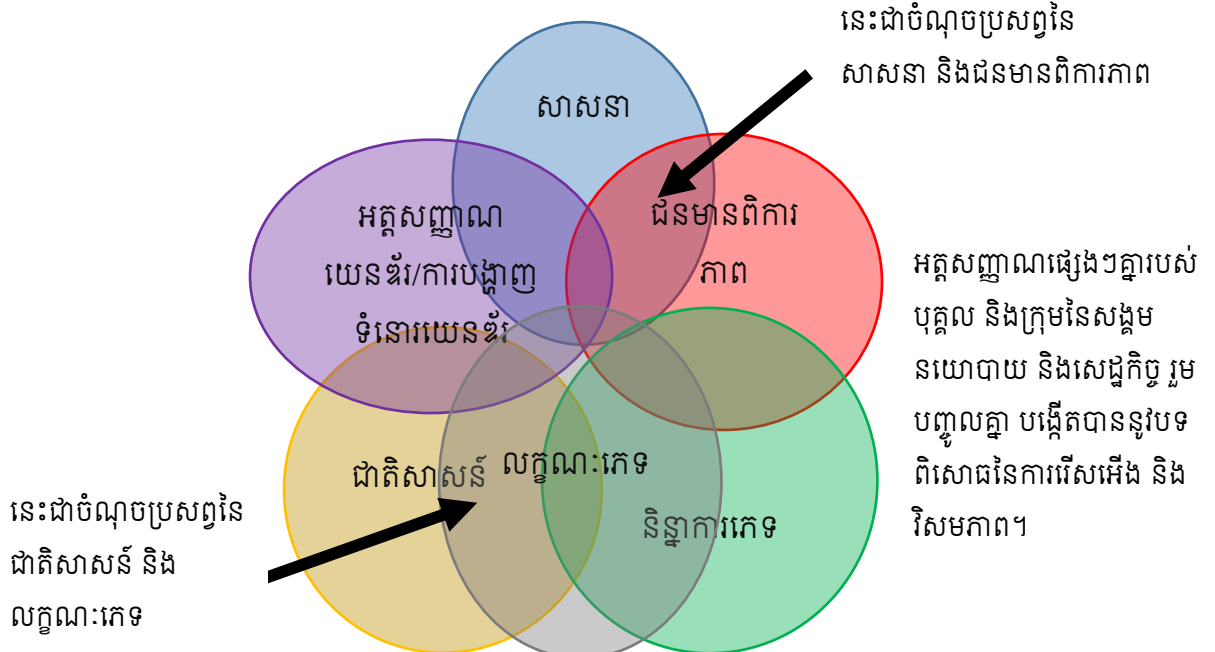 នេះជាចំណុចប្រសព្វនៃ
សាសនា និងជនមានពិការភាព
សាសនា
ជនមានពិការ
ភាព
អត្តសញ្ញាណ
យេនឌ័រ/ការបង្ហាញ
ទំនោរយេនឌ័រ
អត្តសញ្ញាណផ្សេងៗគ្នារបស់
បុគ្គល និងក្រុមនៃសង្គម
នយោបាយ និងសេដ្ឋកិច្ច រួម
បញ្ចូលគ្នា បង្កើតបាននូវបទ
ពិសោធនៃការរើសអើង និង
វិសមភាព។
ជាតិសាសន៍
លក្ខណៈភេទ
និន្នាការភេទ
នេះជាចំណុចប្រសព្វនៃ
ជាតិសាសន៍ និង
លក្ខណៈភេទ